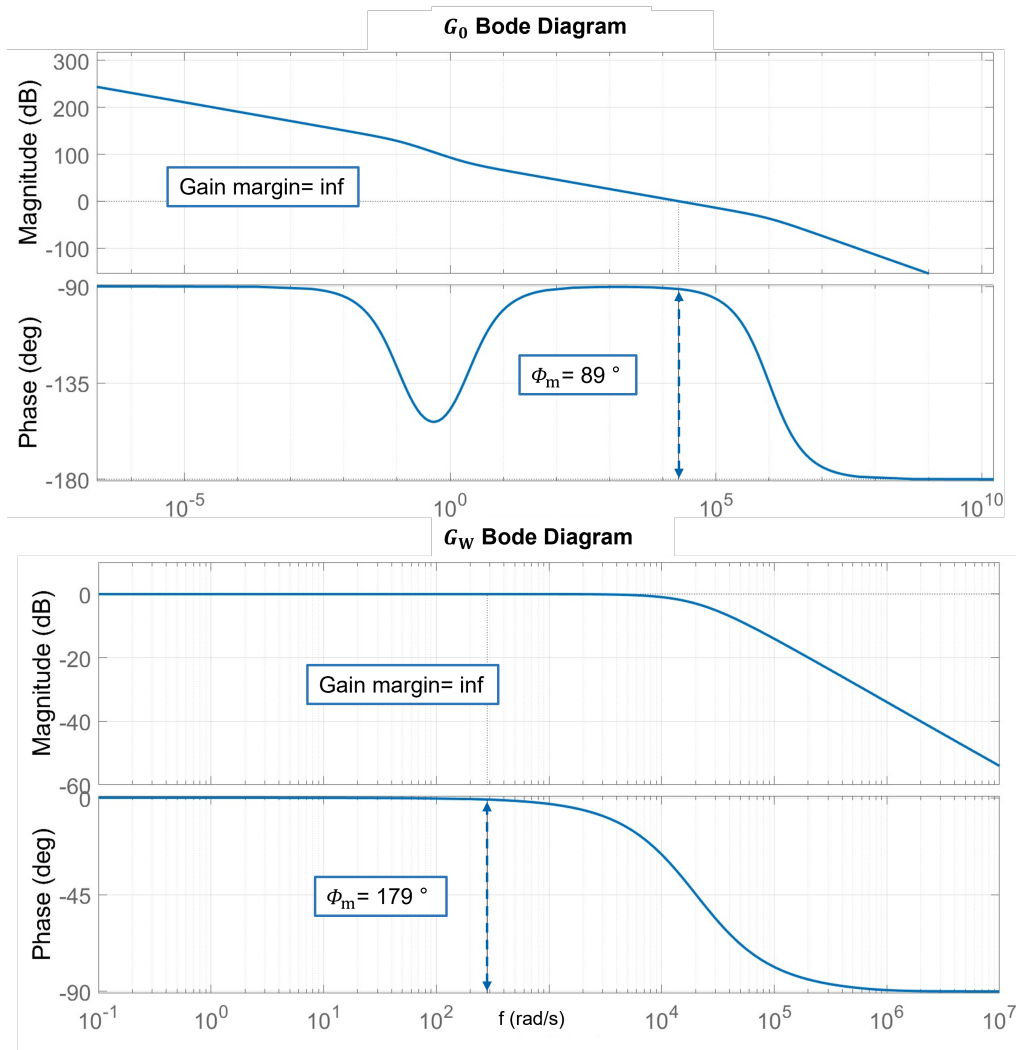 G₀ Bode Diagram
300
200
100
0
-100
Magnitude (dB)
Gain margin= inf
-90
-135
-180
Phase (deg)
Φₘ= 89 °
10⁻⁵ 10⁰ 10⁵ 10¹⁰
G_W Bode Diagram
0
-20
-40
-60
Magnitude (dB)
Gain margin= inf
0
-45
-90
Phase (deg)
Φₘ= 179 °
10⁻¹ 10⁰ 10¹ 10² f (rad/s) 10⁴ 10⁵ 10⁶ 10⁷